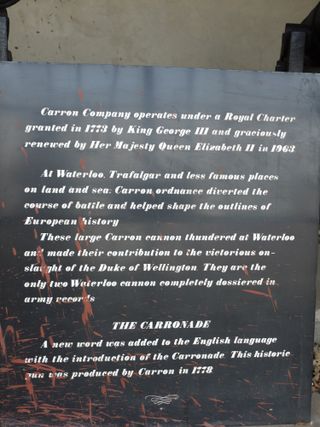 Carron Company operates under a Royal Charter
granted in 1773 by King George III and graciously
renewed by Her Majesty Queen Elizabeth II in 1963
At Waterloo, Trafalgar and less famous places
on land and sea, Carron ordnance diverted the
course of battle and helped shape the outlines of
European history
These large Carron cannon thundered at Waterloo
and made their contribution to the victorious on-
slaught of the Duke of Wellington. They are the
only two Waterloo cannon completely dossiered in
army records
THE CARRONADE
A new word was added to the English language
with the introduction of the Carronade. This historic
gun was produced by Carron in 1778